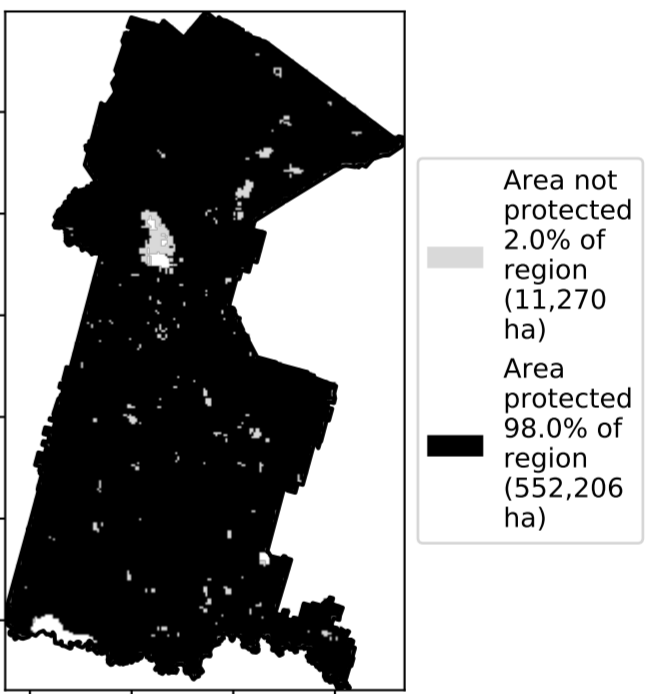 Area not
protected
2.0% of
region
(11,270
ha)
Area
protected
98.0% of
region
(552,206
ha)